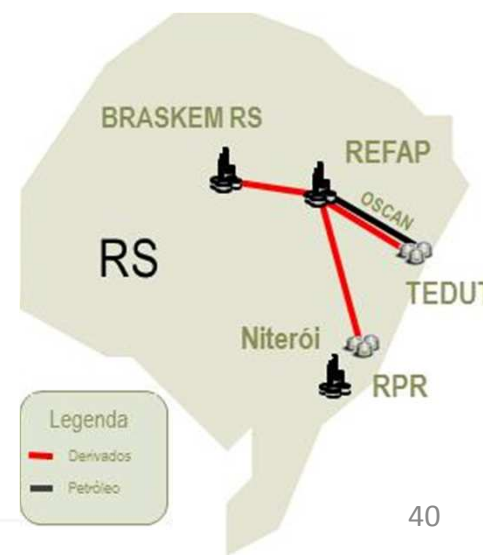 BRASKEM RS
REFAP
OSCAN
RS
TEDUT
Niterói
RPR
Legenda
Derivados
Petróleo
40